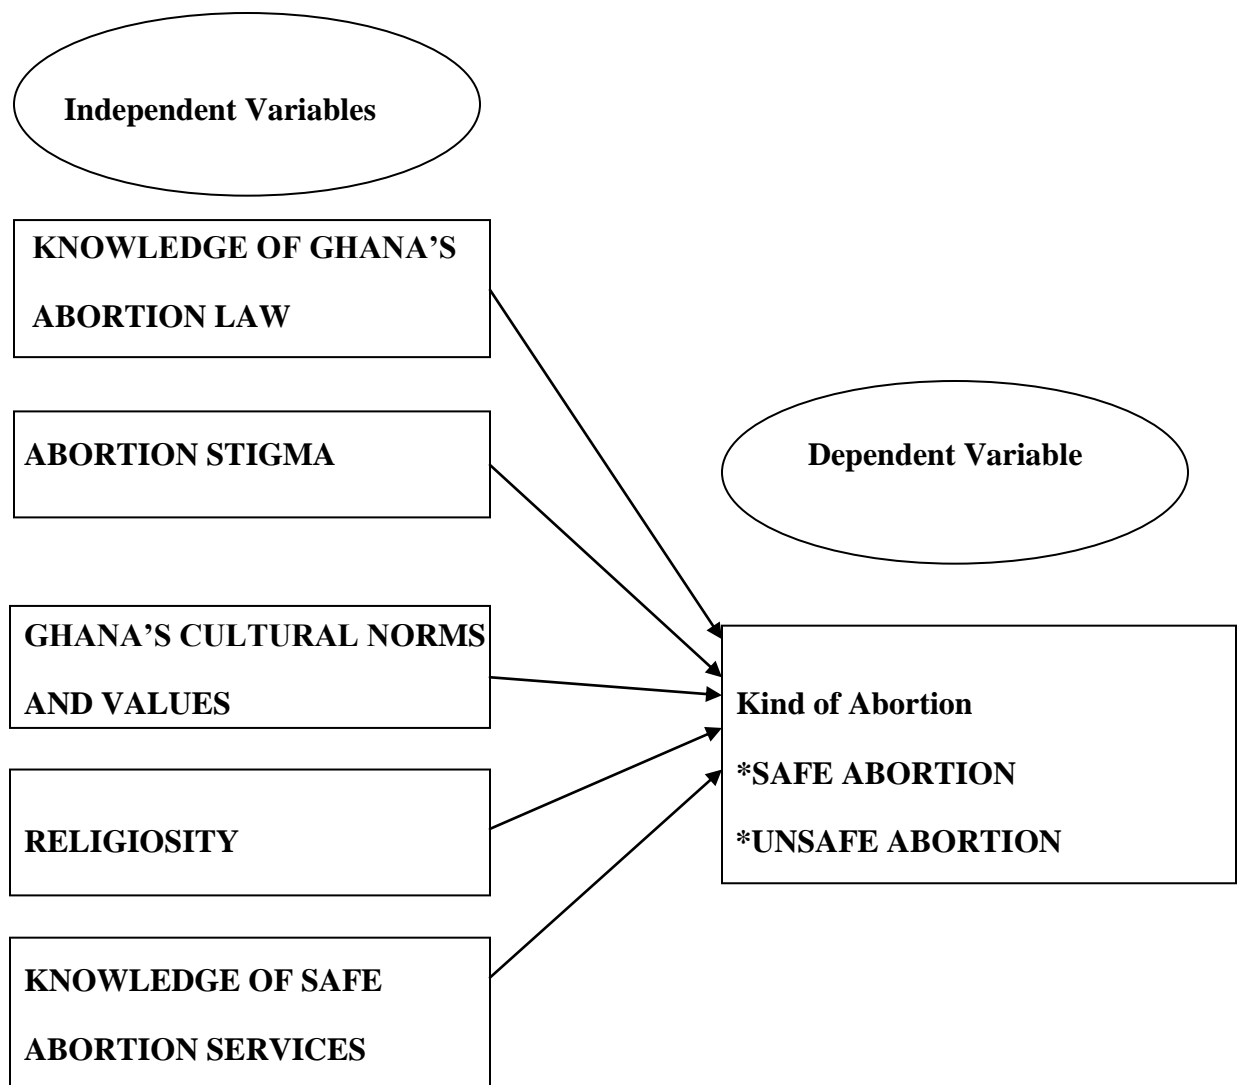 Independent Variables
KNOWLEDGE OF GHANA’S
ABORTION LAW
ABORTION STIGMA
GHANA’S CULTURAL NORMS
AND VALUES
RELIGIOSITY
KNOWLEDGE OF SAFE
ABORTION SERVICES
Dependent Variable
Kind of Abortion
*SAFE ABORTION
*UNSAFE ABORTION